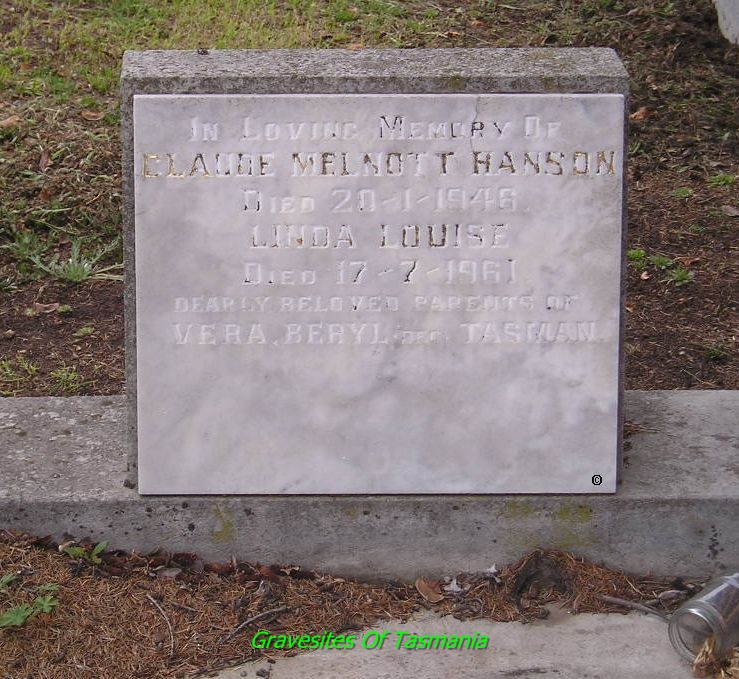 In Loving Memory Of
CLAUDE MELNOTT HANSON
Died 20-1-1946
LINDA LOUISE
Died 17-7-1961
DEARLY BELOVED PARENTS OF
VERA, BERYL, DEC. TASMAN.
©
Gravesites Of Tasmania